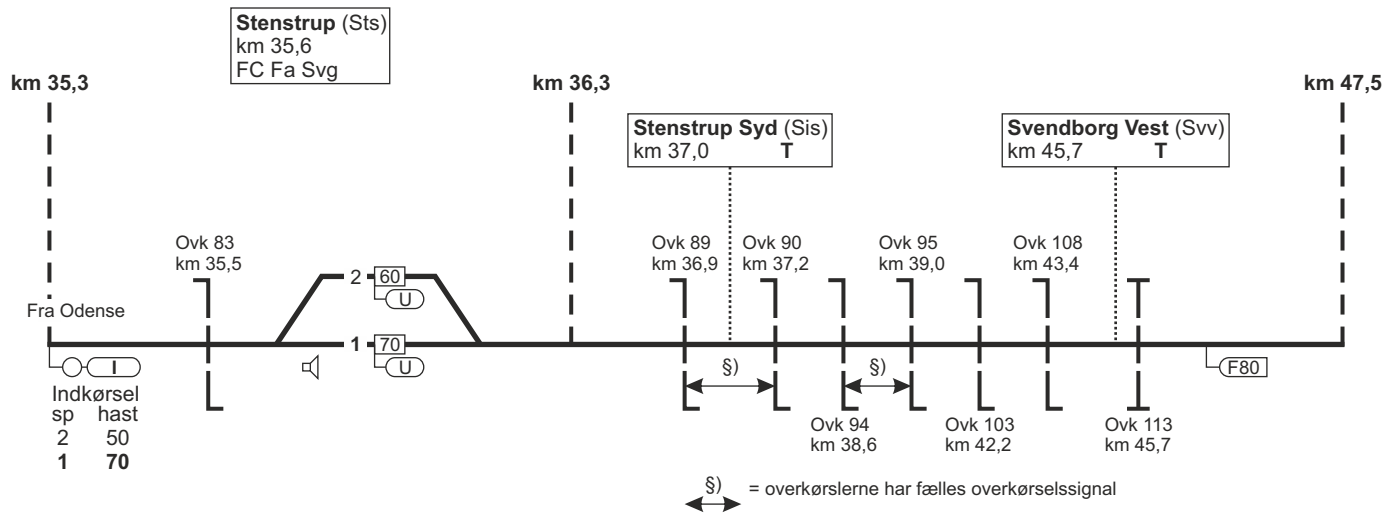 Stenstrup (Sts)
km 35,6
FC Fa Svg
km 35,3
km 36,3
km 47,5
Stenstrup Syd (Sis)
km 37,0 T
Svendborg Vest (Svv)
km 45,7 T
Ovk 83
km 35,5
Ovk 89
km 36,9
Ovk 90
km 37,2
Ovk 95
km 39,0
Ovk 108
km 43,4
2 60
U
Fra Odense
1 70
U
I
F80
§)
§)
Indkørsel
sp hast
2 50
1 70
Ovk 94
km 38,6
Ovk 103
km 42,2
Ovk 113
km 45,7
§) = overkørslerne har fælles overkørselssignal